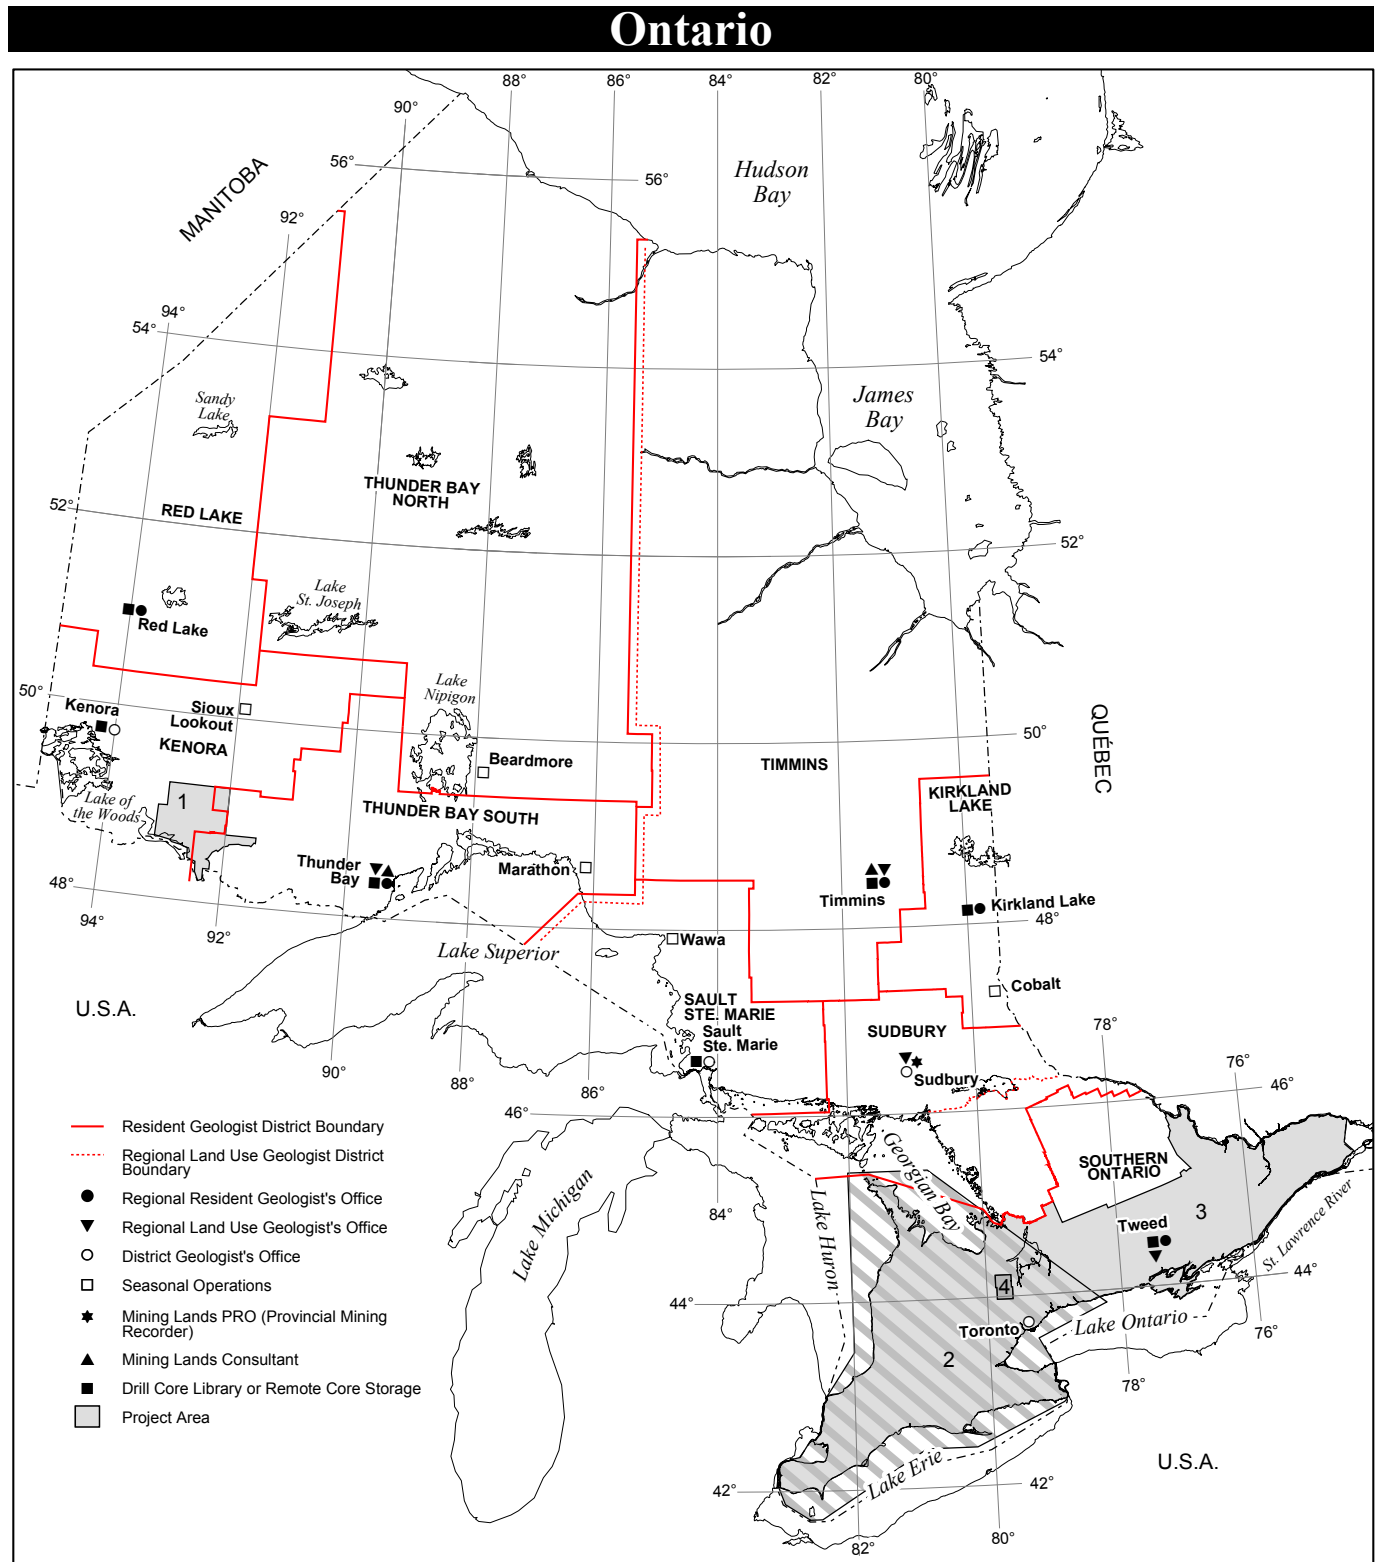 Ontario
88°
86°
84°
82°
80°
90°
56°
56°
Hudson
Bay
MANITOBA
92°
94°
54°
54°
Sandy
Lake
James
Bay
THUNDER BAY
NORTH
52°
RED LAKE
52°
Lake
St. Joseph
Red Lake
50°
Lake
Nipigon
Kenora
Sioux
Lookout
KENORA
50°
QUÉBEC
Beardmore
TIMMINS
KIRKLAND
LAKE
1
Lake of
the Woods
THUNDER BAY SOUTH
Thunder
Bay
Marathon
48°
Timmins
Kirkland Lake
48°
94°
92°
Wawa
Lake Superior
Cobalt
U.S.A.
SAULT
STE. MARIE
Sault
Ste. Marie
SUDBURY
78°
Sudbury
76°
46°
90°
88°
86°
46°
Resident Geologist District Boundary
Regional Land Use Geologist District
Boundary
Regional Resident Geologist's Office
Regional Land Use Geologist's Office
District Geologist's Office
Seasonal Operations
Mining Lands PRO (Provincial Mining
Recorder)
Mining Lands Consultant
Drill Core Library or Remote Core Storage
Project Area
Georgian Bay
SOUTHERN
ONTARIO
Lake Michigan
Lake Huron
84°
3
Tweed
St. Lawrence River
44°
4
44°
Toronto
Lake Ontario
76°
2
78°
Lake Erie
U.S.A.
42°
42°
80°
82°